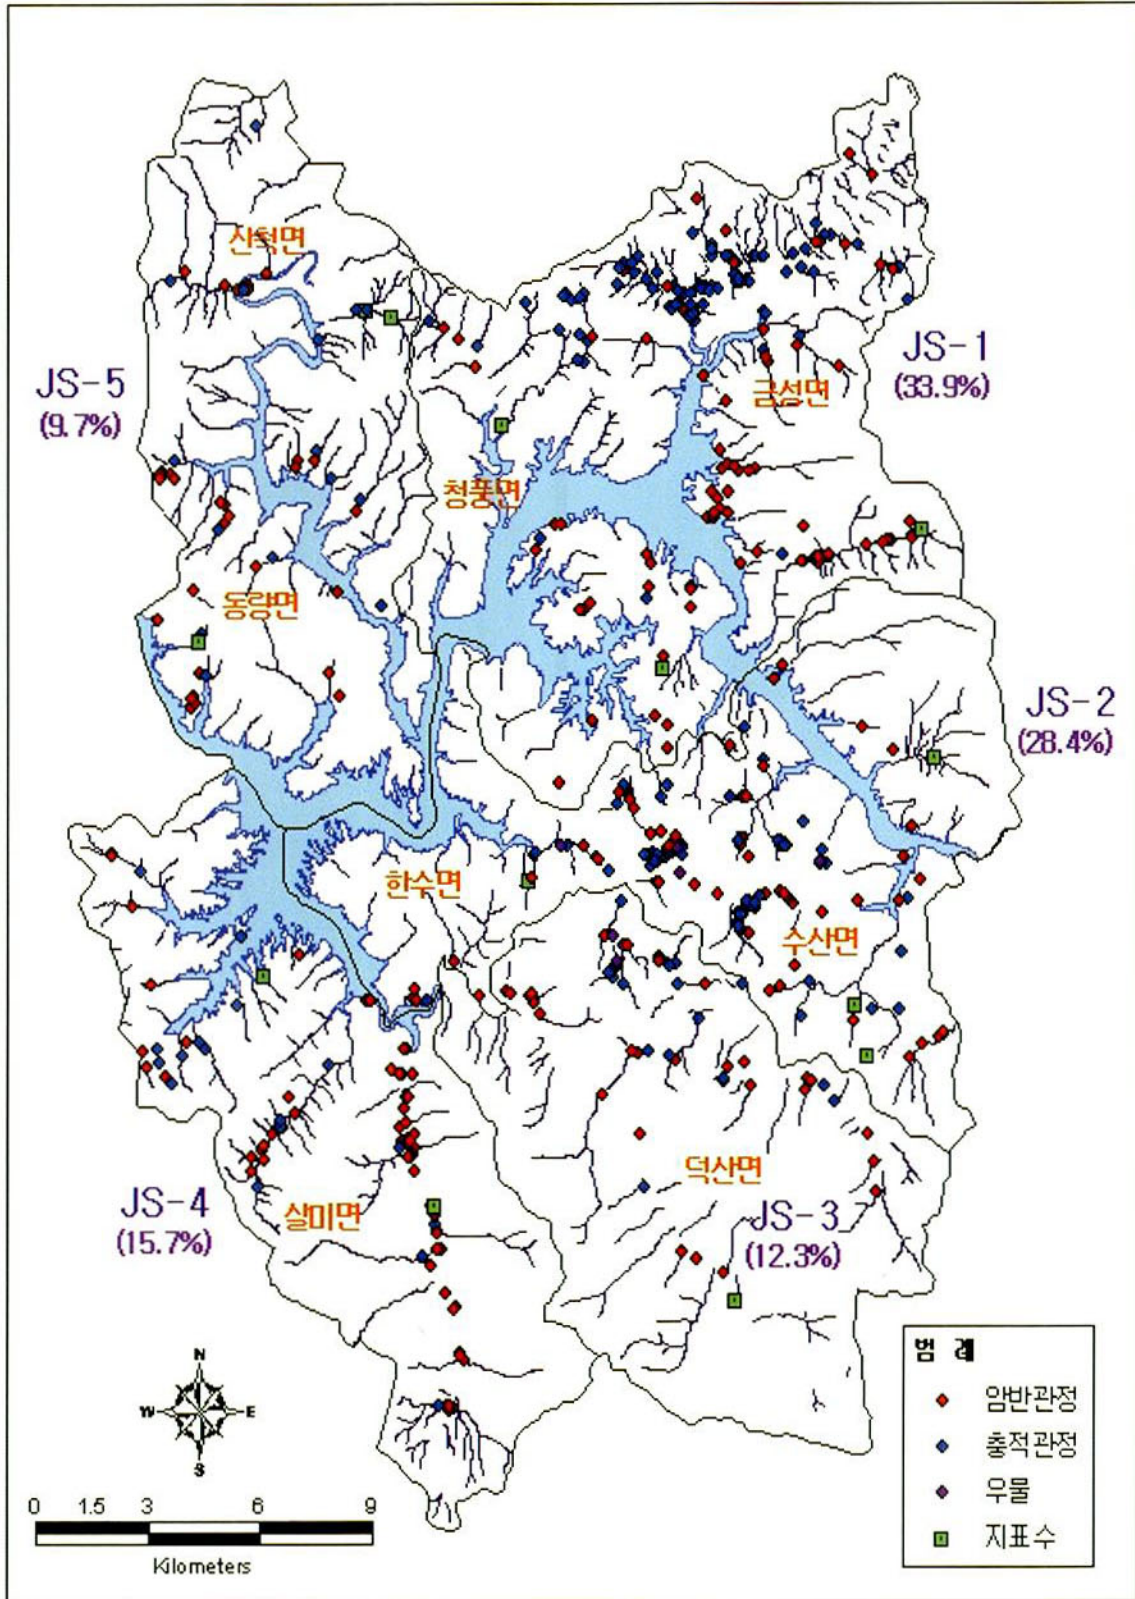 산척면
JS-1
(33.9%)
JS-5
(9.7%)
금성면
청풍면
동량면
JS-2
(28.4%)
한수면
수산면
덕산면
JS-4
(15.7%)
살미면
JS-3
(12.3%)
범 례
암반관정
충적관정
우물
지표수
N
W E
S
0 1.5 3 6 9
Kilometers